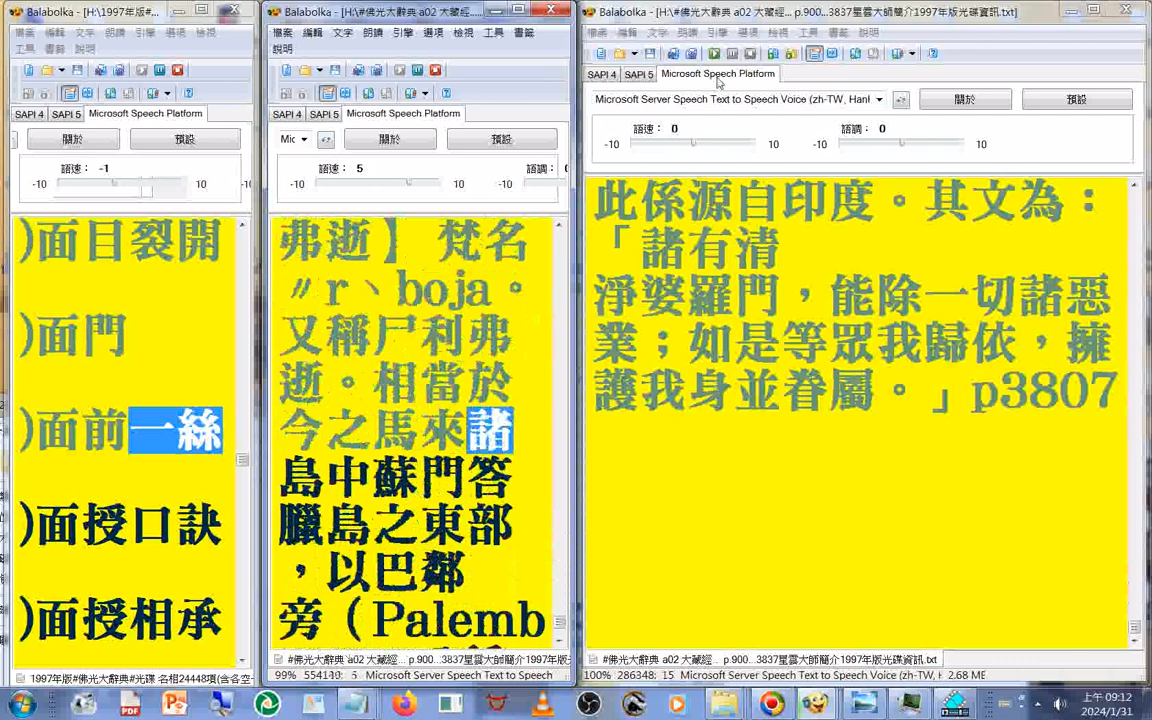 Balabolka - [H:\1997年版#...
檔案 編輯 文字 朗讀 引擎 選項 檢視
工具 書籤 說明
SAPI 4 SAPI 5 Microsoft Speech Platform
關於 預設
語速： -1
-10 10
)面目裂開
)面門
)面前一絲
)面授口訣
)面授相承
1997年版#光碟 名相24448項(含各空
Balabolka - [H:\#佛光大辭典 a02 大藏經...
檔案 編輯 文字 朗讀 引擎 選項 檢視 工具 書籤
說明
SAPI 4 SAPI 5 Microsoft Speech Platform
Mic 關於 預設
語速： 5 語調： 0
-10 10 -10
弗逝】 梵名
〃r丶boja。
又稱尸利弗
逝。相當於
今之馬來諸
島中蘇門答
臘島之東部
，以巴鄰
旁（Palemb
#佛光大辭典 a02 大藏經... p.900...3837星雲大師簡介1997年版光
99% Microsoft Server Speech Text to Speech
Balabolka - [H:\#佛光大辭典 a02 大藏經... p.900...3837星雲大師簡介1997年版光碟資訊.txt]
檔案 編輯 文字 朗讀 引擎 選項 檢視 工具 書籤 說明
SAPI 4 SAPI 5 Microsoft Speech Platform
Microsoft Server Speech Text to Speech Voice (zh-TW, Hanl 關於 預設
語速： 0 語調： 0
-10 10 -10 10
此係源自印度。其文為：
「諸有清
淨婆羅門，能除一切諸惡
業；如是等眾我歸依，擁
護我身並眷屬。」p3807
#佛光大辭典 a02 大藏經... p.900...3837星雲大師簡介1997年版光碟資訊.txt
100% 286348: 15 Microsoft Server Speech Text to Speech Voice (zh-TW, H 2.68 ME
上午 09:12
2024/1/31